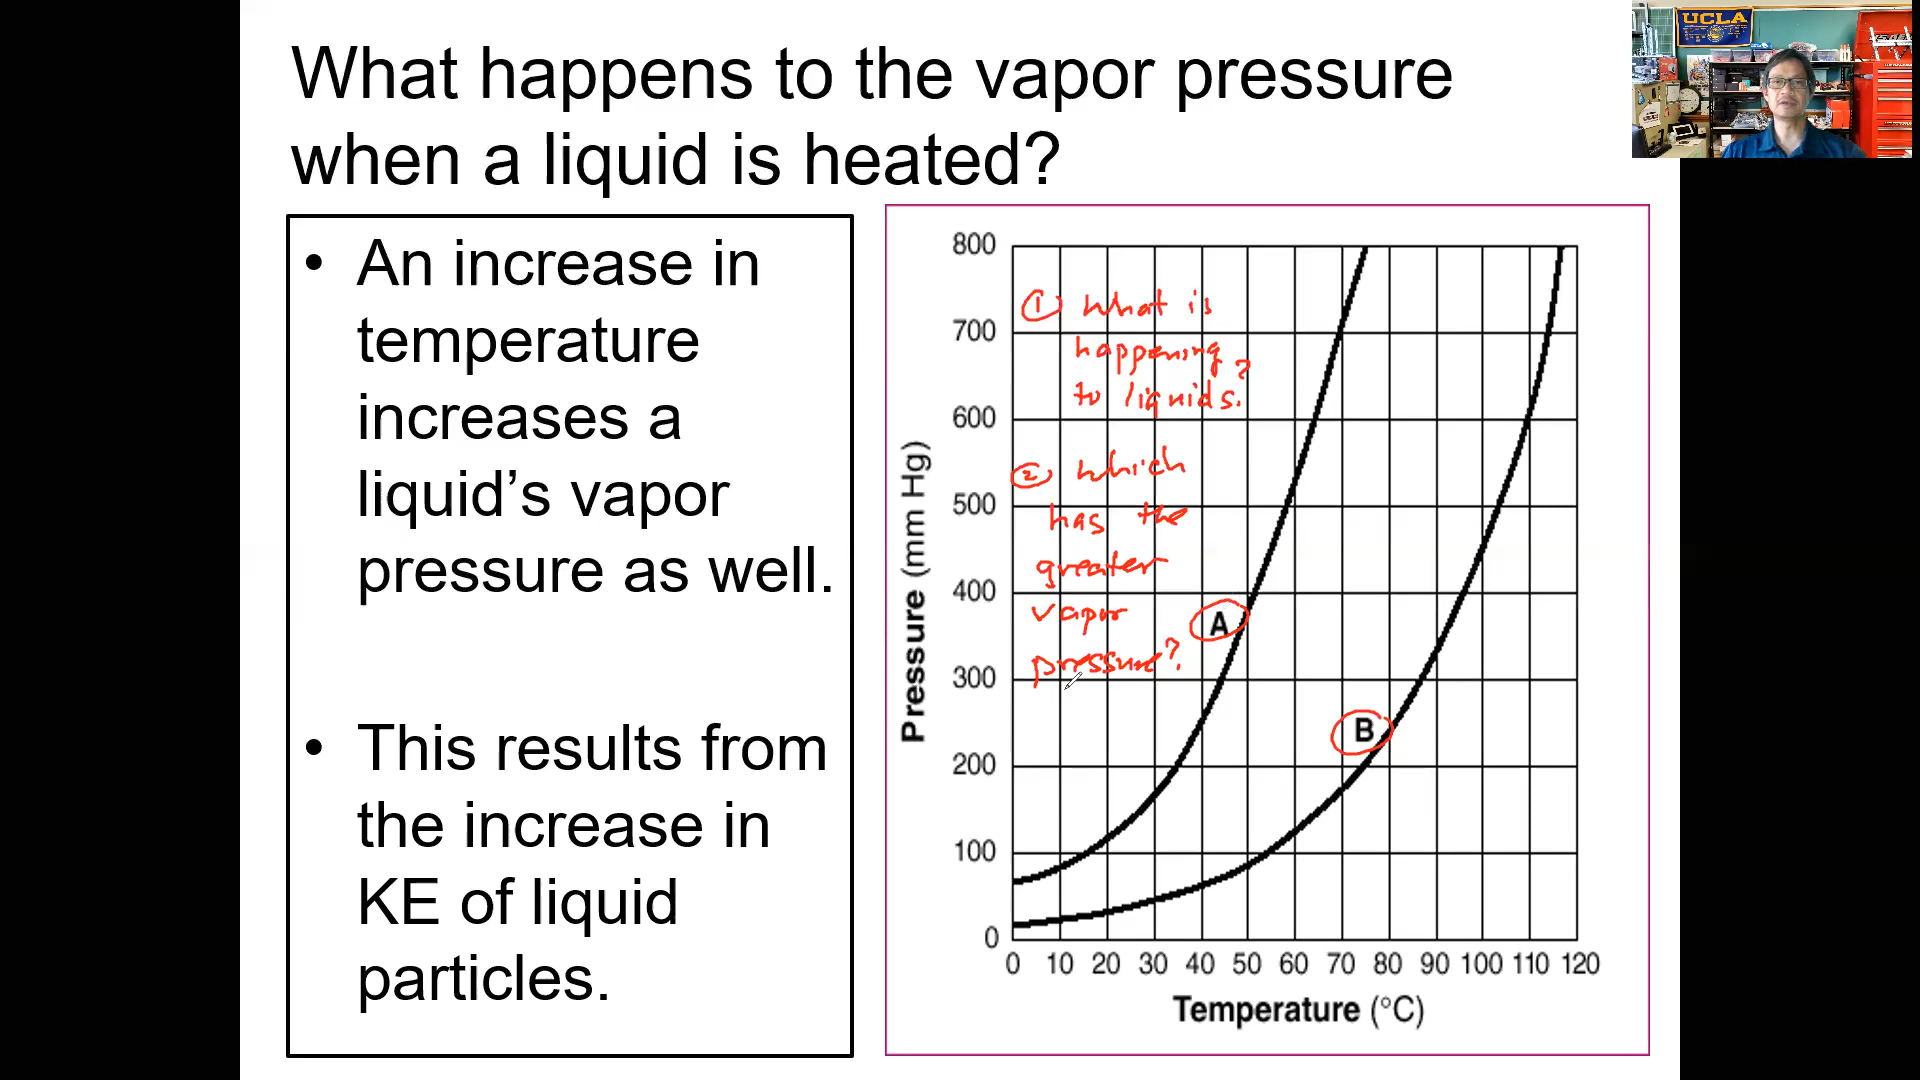 What happens to the vapor pressure
when a liquid is heated?
UCLA
• An increase in
temperature
increases a
liquid's vapor
pressure as well.
• This results from
the increase in
KE of liquid
particles.
Pressure (mm Hg)
800
700
600
500
400
300
200
100
0
① What is
happening
to liquids?
② which
has the
greater
vapor
pressure?
A
B
0 10 20 30 40 50 60 70 80 90 100 110 120
Temperature (°C)